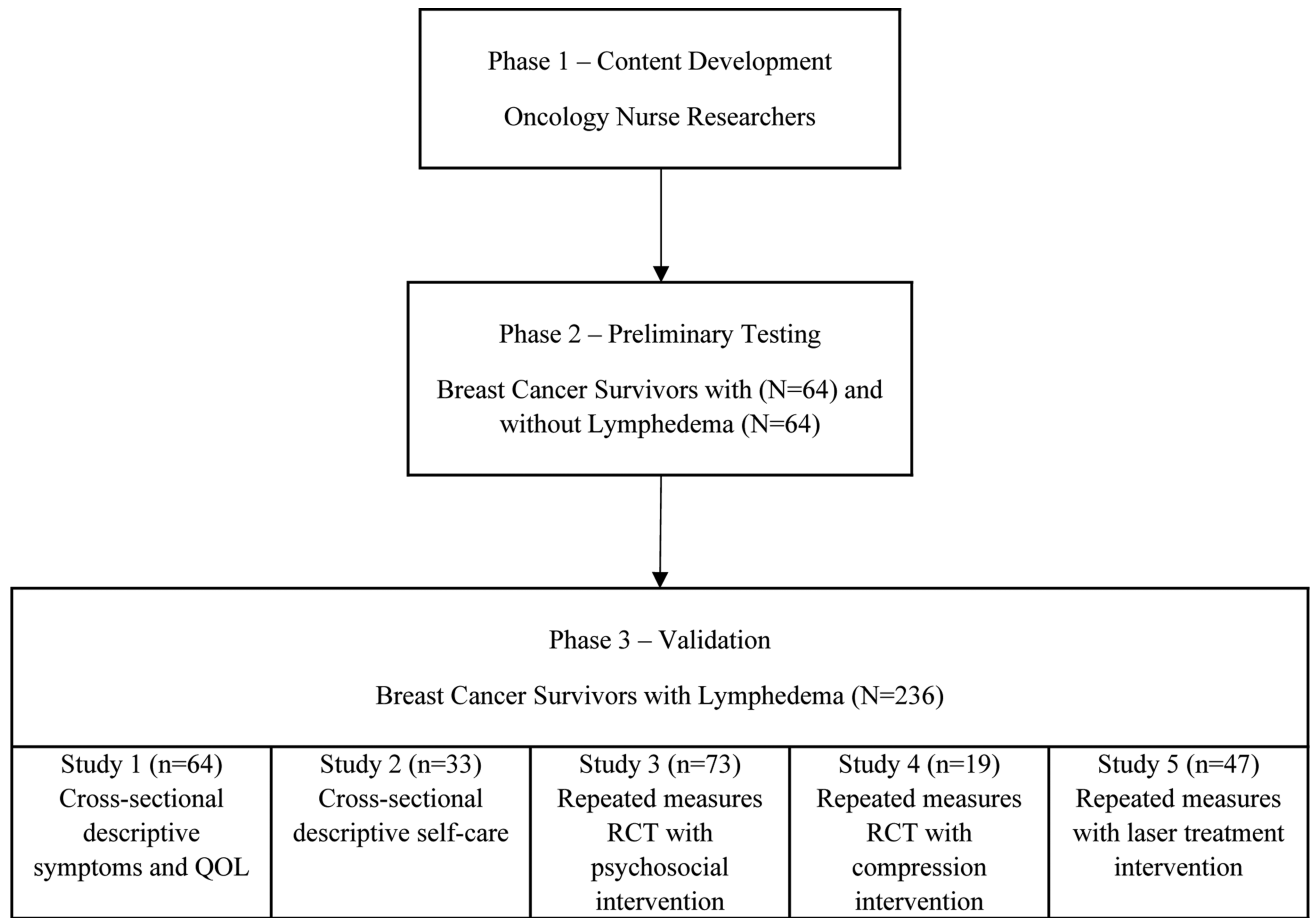 Phase 1 – Content Development
Oncology Nurse Researchers
Phase 2 – Preliminary Testing
Breast Cancer Survivors with (N=64) and
without Lymphedema (N=64)
Phase 3 – Validation
Breast Cancer Survivors with Lymphedema (N=236)
Study 1 (n=64)
Cross-sectional
descriptive
symptoms and QOL
Study 2 (n=33)
Cross-sectional
descriptive self-care
Study 3 (n=73)
Repeated measures
RCT with
psychosocial
intervention
Study 4 (n=19)
Repeated measures
RCT with
compression
intervention
Study 5 (n=47)
Repeated measures
with laser treatment
intervention